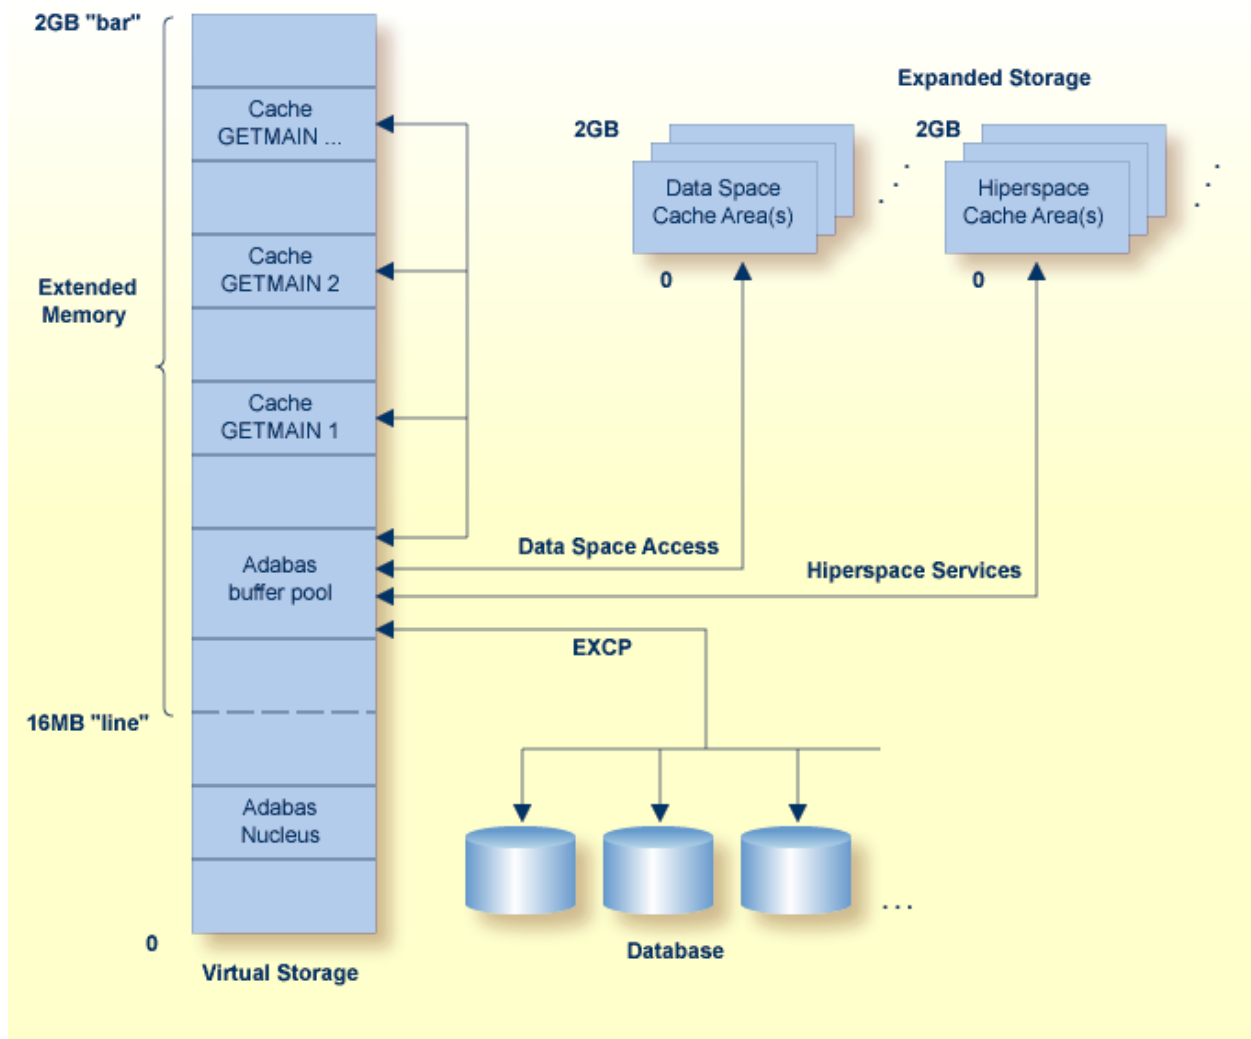 2GB "bar"
Cache
GETMAIN ...
Cache
GETMAIN 2
Extended
Memory
Cache
GETMAIN 1
Adabas
buffer pool
16MB "line"
Adabas
Nucleus
0
Virtual Storage
Expanded Storage
2GB
Data Space
Cache Area(s)
0
2GB
Hiperspace
Cache Area(s)
0
Data Space Access
Hiperspace Services
EXCP
...
Database